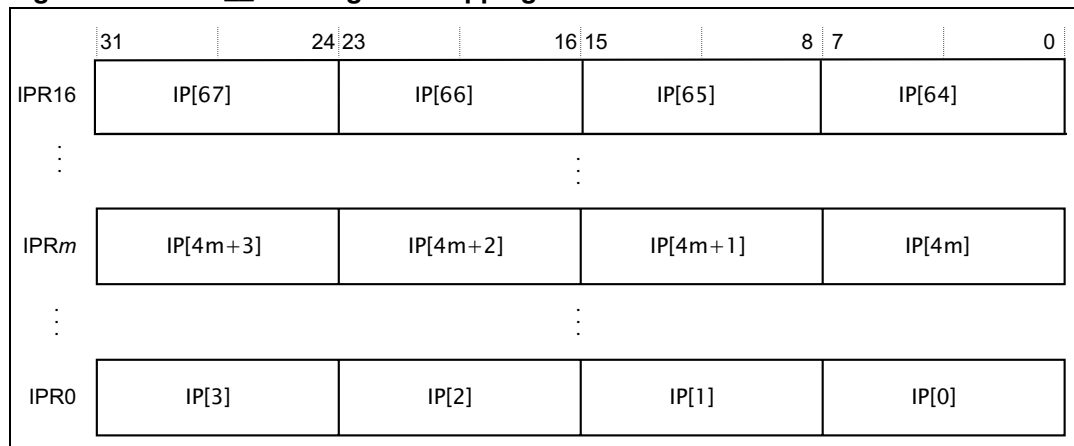 31 24 23 16 15 8 7 0
IPR16 IP[67] IP[66] IP[65] IP[64]
IPRm IP[4m+3] IP[4m+2] IP[4m+1] IP[4m]
IPR0 IP[3] IP[2] IP[1] IP[0]